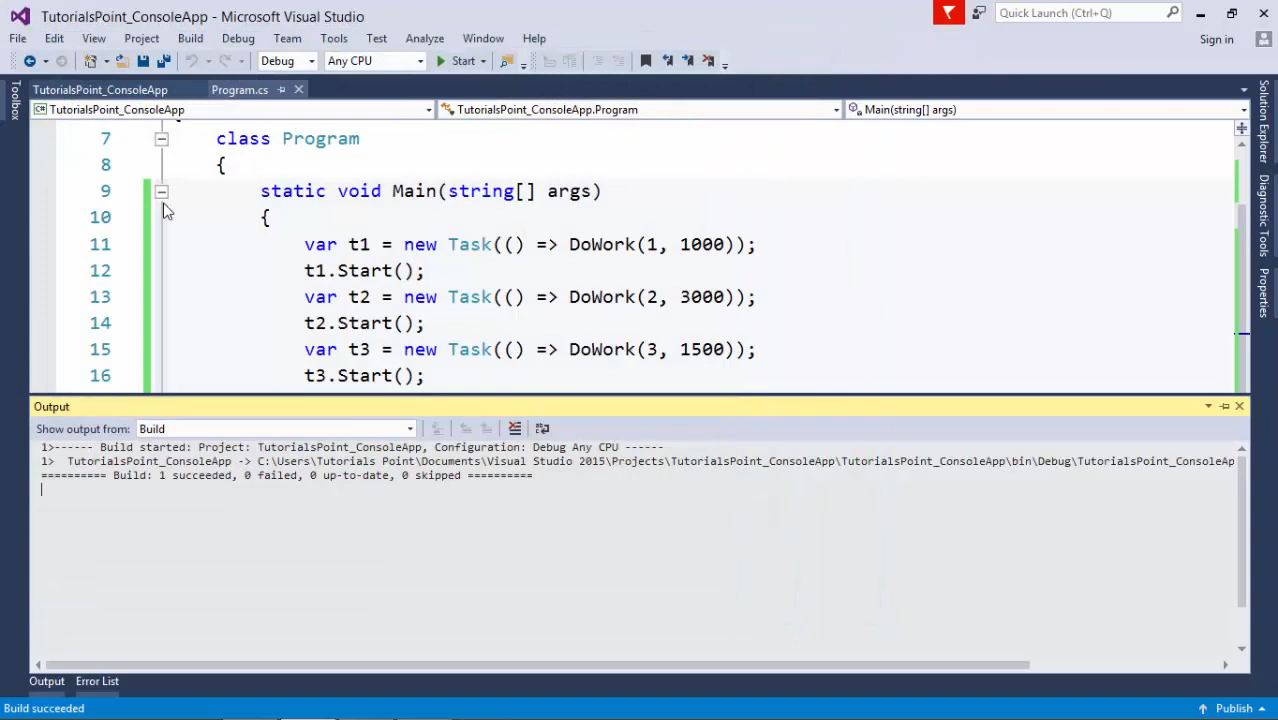 TutorialsPoint_ConsoleApp - Microsoft Visual Studio
Quick Launch (Ctrl+Q)
File Edit View Project Build Debug Team Tools Test Analyze Window Help
Sign in
Debug Any CPU Start
Toolbox
TutorialsPoint_ConsoleApp Program.cs
C# TutorialsPoint_ConsoleApp TutorialsPoint_ConsoleApp.Program Main(string[] args)
7 class Program
8 {
9 static void Main(string[] args)
10 {
11 var t1 = new Task(() => DoWork(1, 1000));
12 t1.Start();
13 var t2 = new Task(() => DoWork(2, 3000));
14 t2.Start();
15 var t3 = new Task(() => DoWork(3, 1500));
16 t3.Start();
Solution Explorer
Diagnostic Tools
Properties
Output
Show output from: Build
1>------ Build started: Project: TutorialsPoint_ConsoleApp, Configuration: Debug Any CPU ------
1>  TutorialsPoint_ConsoleApp -> C:\Users\Tutorials Point\Documents\Visual Studio 2015\Projects\TutorialsPoint_ConsoleApp\TutorialsPoint_ConsoleApp\bin\Debug\TutorialsPoint_ConsoleAp
========== Build: 1 succeeded, 0 failed, 0 up-to-date, 0 skipped ==========
Output Error List
Build succeeded
Publish